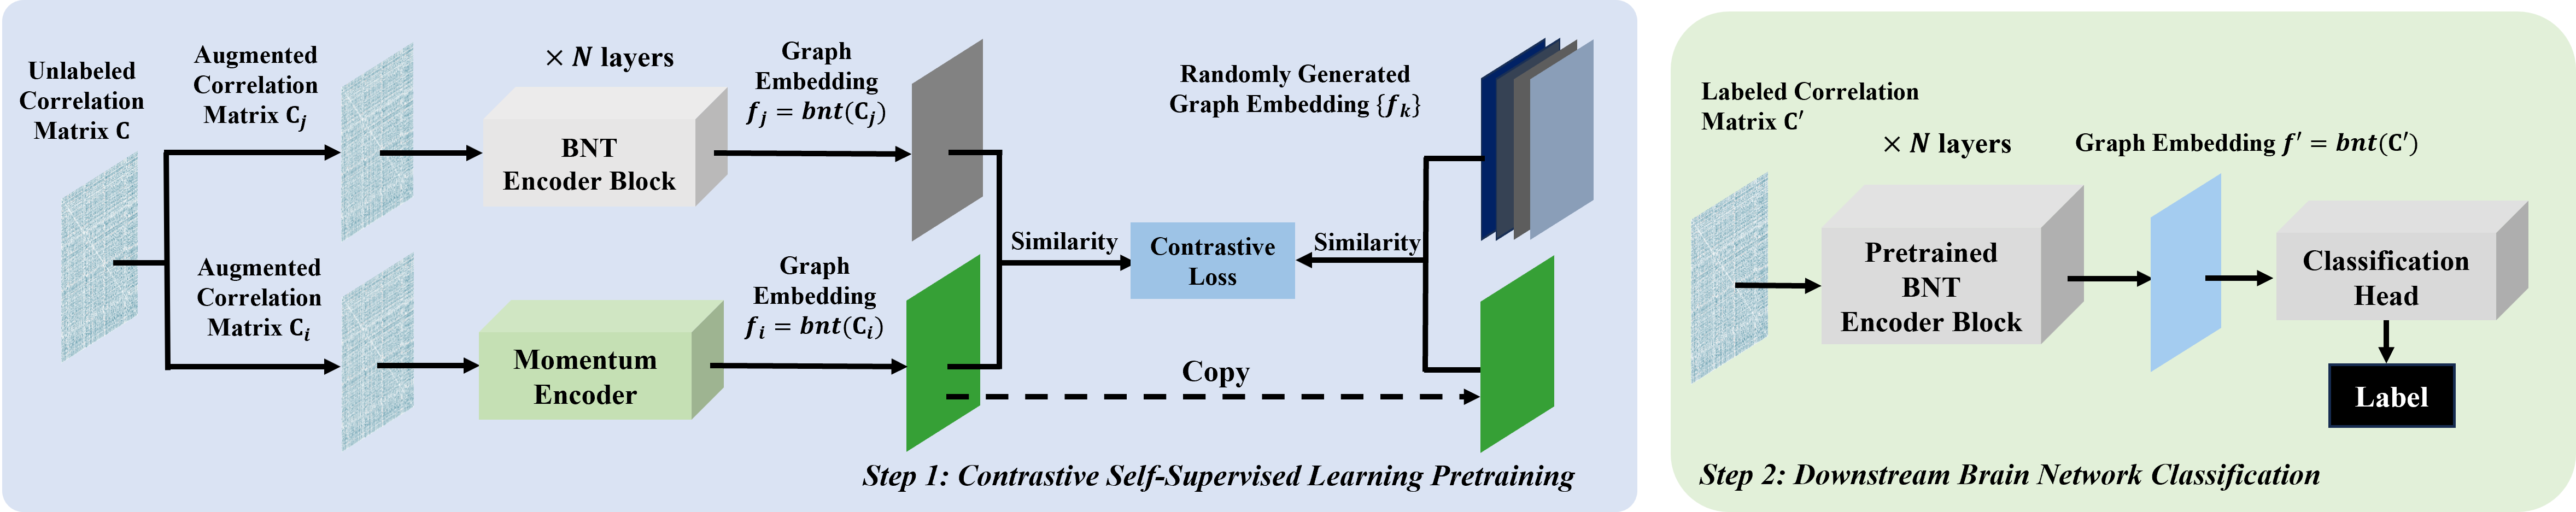 Unlabeled
Correlation
Matrix C
Augmented
Correlation
Matrix C_j
× N layers
BNT
Encoder Block
Graph
Embedding
f_j = bnt(C_j)
Augmented
Correlation
Matrix C_i
Momentum
Encoder
Graph
Embedding
f_i = bnt(C_i)
Similarity
Contrastive
Loss
Similarity
Randomly Generated
Graph Embedding {f_k}
Copy
Step 1: Contrastive Self-Supervised Learning Pretraining
Labeled Correlation
Matrix C′
× N layers
Pretrained
BNT
Encoder Block
Graph Embedding f′ = bnt(C′)
Classification
Head
Label
Step 2: Downstream Brain Network Classification